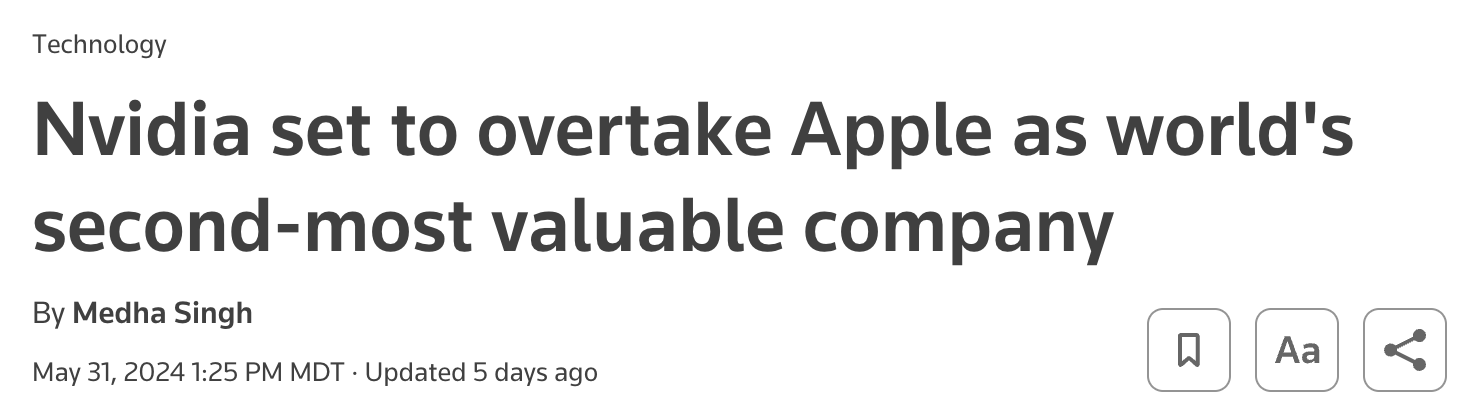 Technology
Nvidia set to overtake Apple as world's
second-most valuable company
By Medha Singh
May 31, 2024 1:25 PM MDT · Updated 5 days ago
Aa